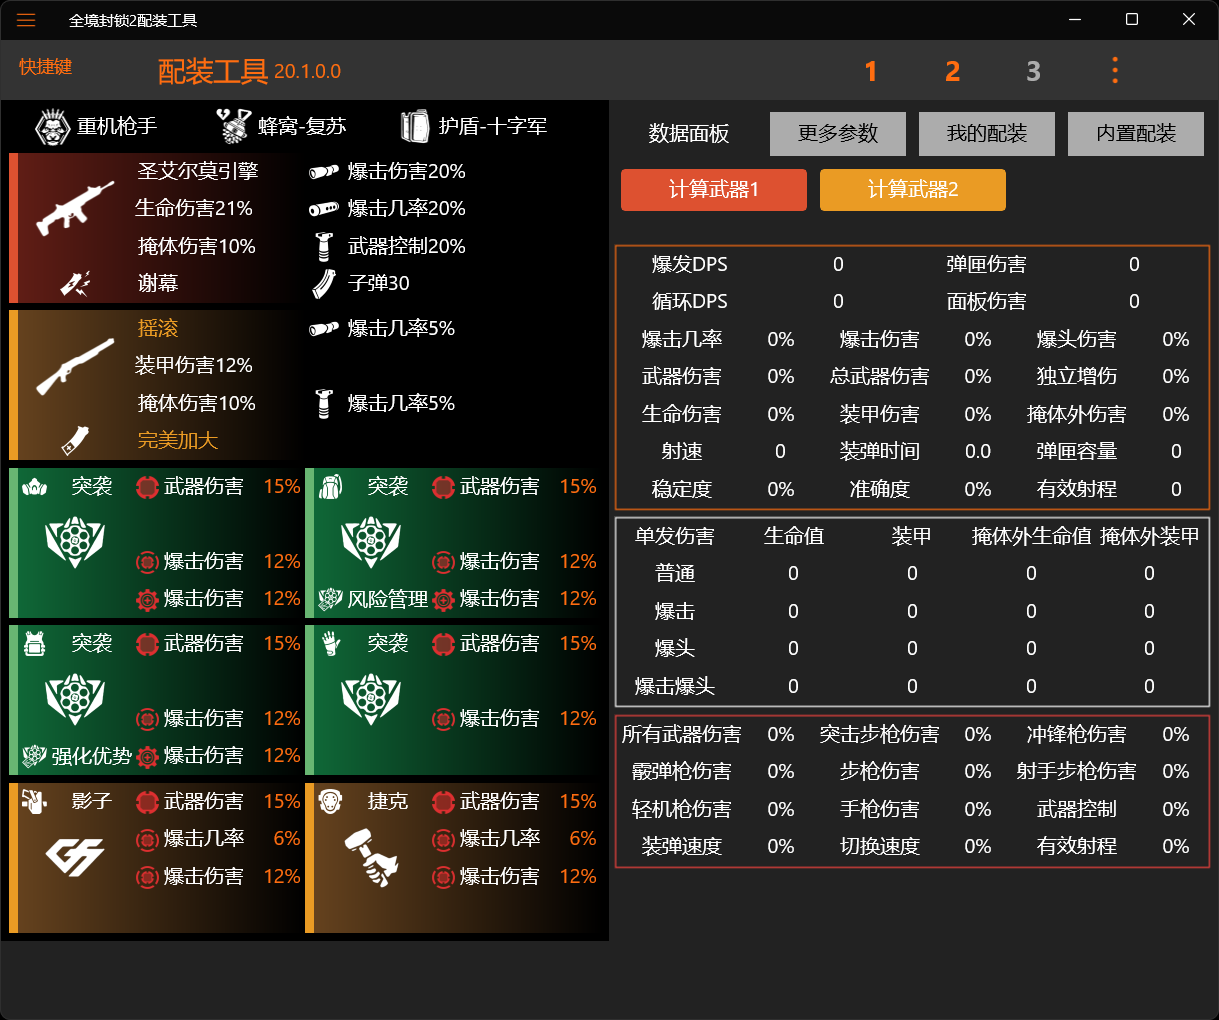 全境封锁2配装工具
快捷键
配装工具 20.1.0.0
1 2 3
重机枪手 蜂窝-复苏 护盾-十字军
圣艾尔莫引擎 爆击伤害20%
生命伤害21% 爆击几率20%
掩体伤害10% 武器控制20%
谢幕 子弹30
摇滚 爆击几率5%
装甲伤害12%
掩体伤害10% 爆击几率5%
完美加大
突袭 武器伤害 15% 突袭 武器伤害 15%
爆击伤害 12% 爆击伤害 12%
爆击伤害 12% 风险管理 爆击伤害 12%
突袭 武器伤害 15% 突袭 武器伤害 15%
爆击伤害 12% 爆击伤害 12%
强化优势 爆击伤害 12%
影子 武器伤害 15% 捷克 武器伤害 15%
爆击几率 6% 爆击几率 6%
爆击伤害 12% 爆击伤害 12%
数据面板 更多参数 我的配装 内置配装
计算武器1 计算武器2
爆发DPS 0 弹匣伤害 0
循环DPS 0 面板伤害 0
爆击几率 0% 爆击伤害 0% 爆头伤害 0%
武器伤害 0% 总武器伤害 0% 独立增伤 0%
生命伤害 0% 装甲伤害 0% 掩体外伤害 0%
射速 0 装弹时间 0.0 弹匣容量 0
稳定度 0% 准确度 0% 有效射程 0
单发伤害 生命值 装甲 掩体外生命值 掩体外装甲
普通 0 0 0 0
爆击 0 0 0 0
爆头 0 0 0 0
爆击爆头 0 0 0 0
所有武器伤害 0% 突击步枪伤害 0% 冲锋枪伤害 0%
霰弹枪伤害 0% 步枪伤害 0% 射手步枪伤害 0%
轻机枪伤害 0% 手枪伤害 0% 武器控制 0%
装弹速度 0% 切换速度 0% 有效射程 0%